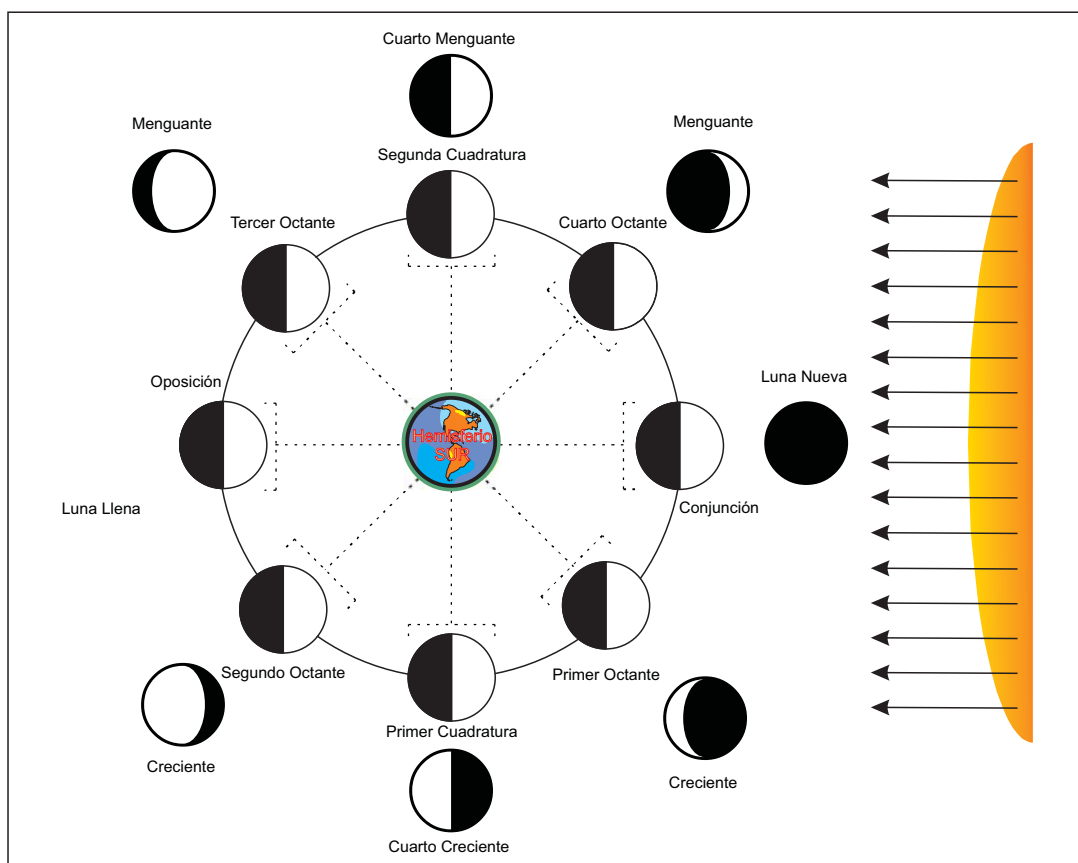 Cuarto Menguante
Menguante
Menguante
Segunda Cuadratura
Tercer Octante
Cuarto Octante
Oposición
Luna Nueva
Hemisferio
SUR
Luna Llena
Conjunción
Segundo Octante
Primer Octante
Primer Cuadratura
Creciente
Creciente
Cuarto Creciente